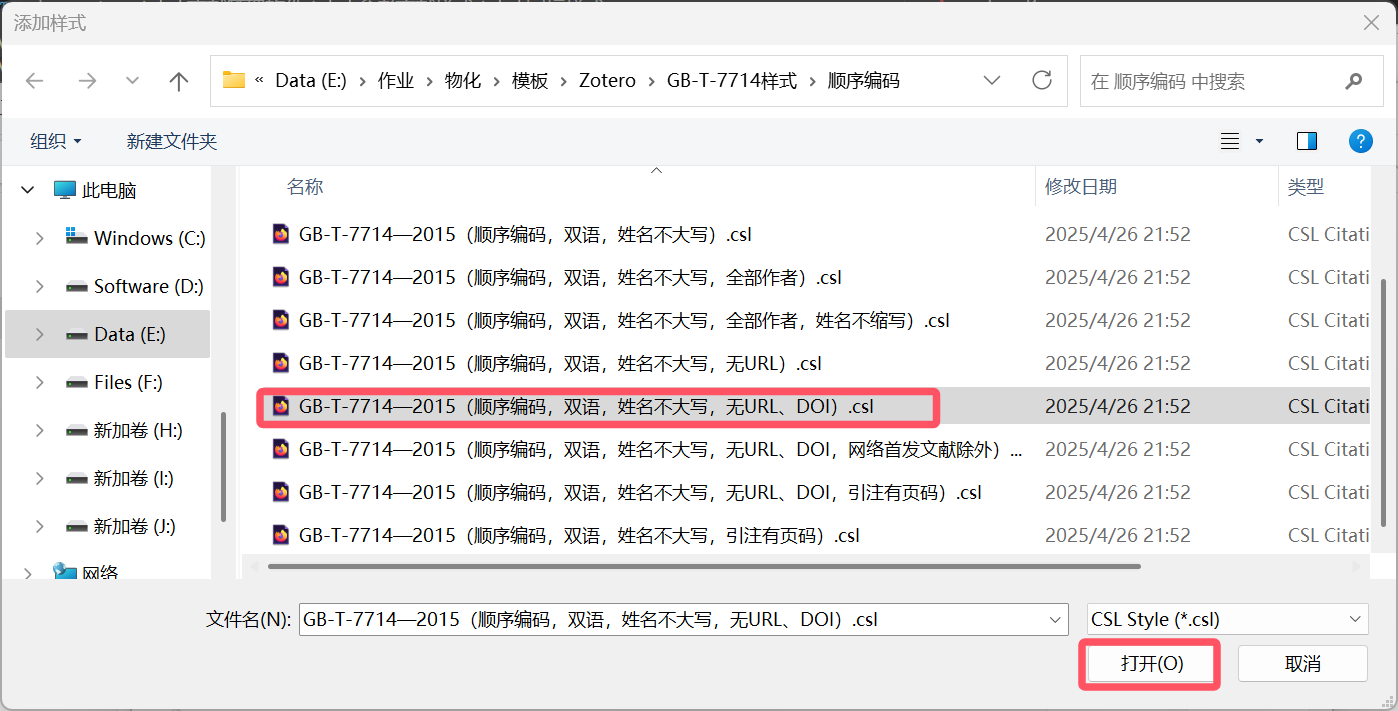 添加样式
« Data (E:) › 作业 › 物化 › 模板 › Zotero › GB-T-7714样式 › 顺序编码
在 顺序编码 中搜索
组织
新建文件夹
名称 修改日期 类型
此电脑
Windows (C:)
Software (D:)
Data (E:)
Files (F:)
新加卷 (H:)
新加卷 (I:)
新加卷 (J:)
网络
GB-T-7714—2015（顺序编码，双语，姓名不大写）.csl 2025/4/26 21:52 CSL Citati
GB-T-7714—2015（顺序编码，双语，姓名不大写，全部作者）.csl 2025/4/26 21:52 CSL Citati
GB-T-7714—2015（顺序编码，双语，姓名不大写，全部作者，姓名不缩写）.csl 2025/4/26 21:52 CSL Citati
GB-T-7714—2015（顺序编码，双语，姓名不大写，无URL）.csl 2025/4/26 21:52 CSL Citati
GB-T-7714—2015（顺序编码，双语，姓名不大写，无URL、DOI）.csl 2025/4/26 21:52 CSL Citati
GB-T-7714—2015（顺序编码，双语，姓名不大写，无URL、DOI，网络首发文献除外）... 2025/4/26 21:52 CSL Citati
GB-T-7714—2015（顺序编码，双语，姓名不大写，无URL、DOI，引注有页码）.csl 2025/4/26 21:52 CSL Citati
GB-T-7714—2015（顺序编码，双语，姓名不大写，引注有页码）.csl 2025/4/26 21:52 CSL Citati
文件名(N): GB-T-7714—2015（顺序编码，双语，姓名不大写，无URL、DOI）.csl
CSL Style (*.csl)
打开(O)
取消